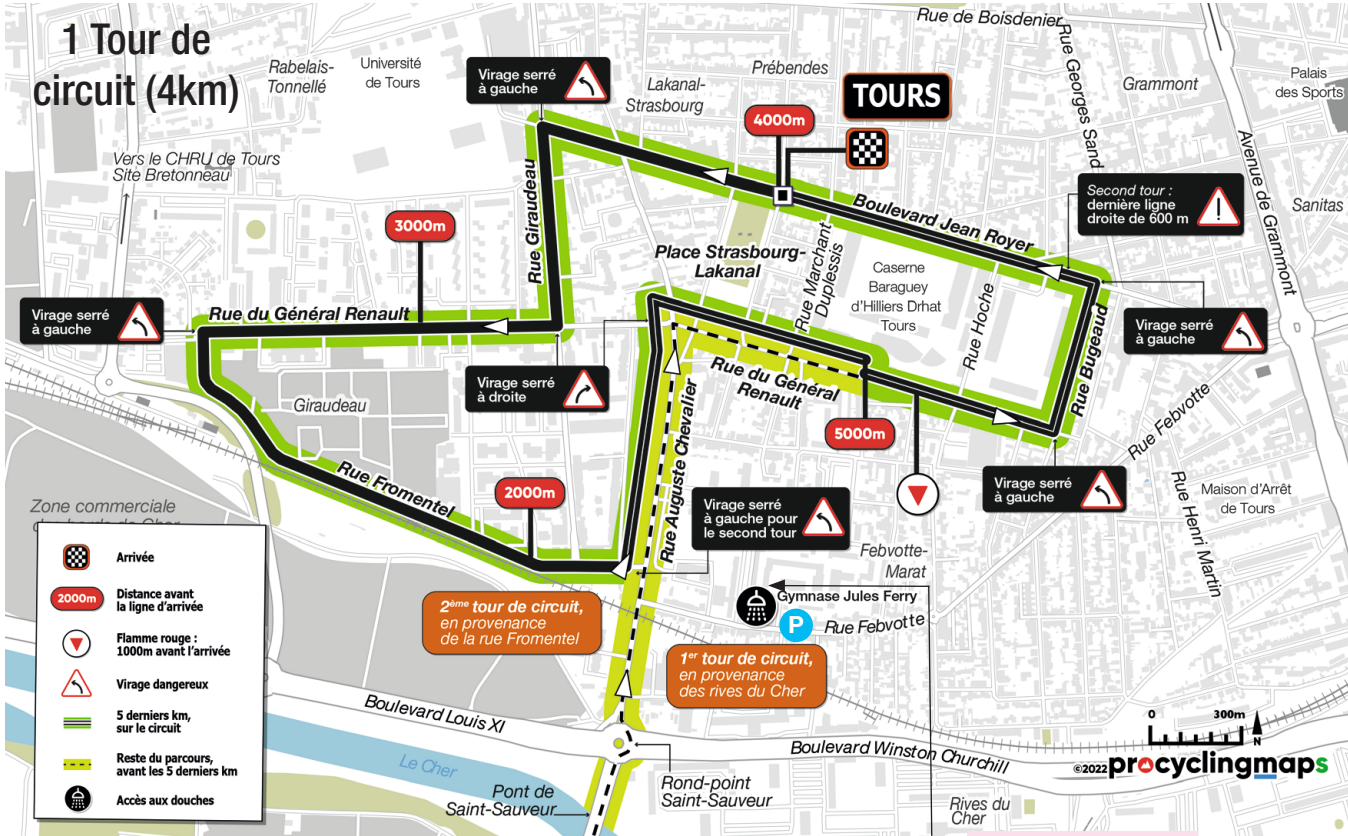 1 Tour de
circuit (4km)
Rabelais-
Tonnellé
Université
de Tours
Virage serré
à gauche
Lakanal-
Strasbourg
Prébendes
TOURS
4000m
Rue de Boisdenier
Rue Georges Sand
Grammont
Palais
des Sports
Avenue de Grammont
Sanitas
Vers le CHRU de Tours
Site Bretonneau
Second tour :
dernière ligne
droite de 600 m
Boulevard Jean Royer
Rue Giraudeau
3000m
Place Strasbourg-
Lakanal
Rue Marchant
Duplessis
Caserne
Baraguey
d'Hilliers Drhat
Tours
Rue Hoche
Rue Bugeaud
Virage serré
à gauche
Rue du Général Renault
Virage serré
à gauche
Virage serré
à droite
Rue du Général
Renault
Rue Auguste Chevalier
Giraudeau
5000m
Rue Febvotte
Virage serré
à gauche
Rue Henri Martin
Maison d'Arrêt
de Tours
Rue Fromentel
2000m
Virage serré
à gauche pour
le second tour
Zone commerciale
Febvotte-
Marat
Gymnase Jules Ferry
P
Rue Febvotte
2ème tour de circuit,
en provenance
de la rue Fromentel
1er tour de circuit,
en provenance
des rives du Cher
Arrivée
2000m
Distance avant
la ligne d'arrivée
Flamme rouge :
1000m avant l'arrivée
Virage dangereux
5 derniers km,
sur le circuit
Reste du parcours,
avant les 5 derniers km
Accès aux douches
Boulevard Louis XI
Le Cher
Pont de
Saint-Sauveur
Rond-point
Saint-Sauveur
Boulevard Winston Churchill
Rives du
Cher
0 300m
N
©2022 procyclingmaps